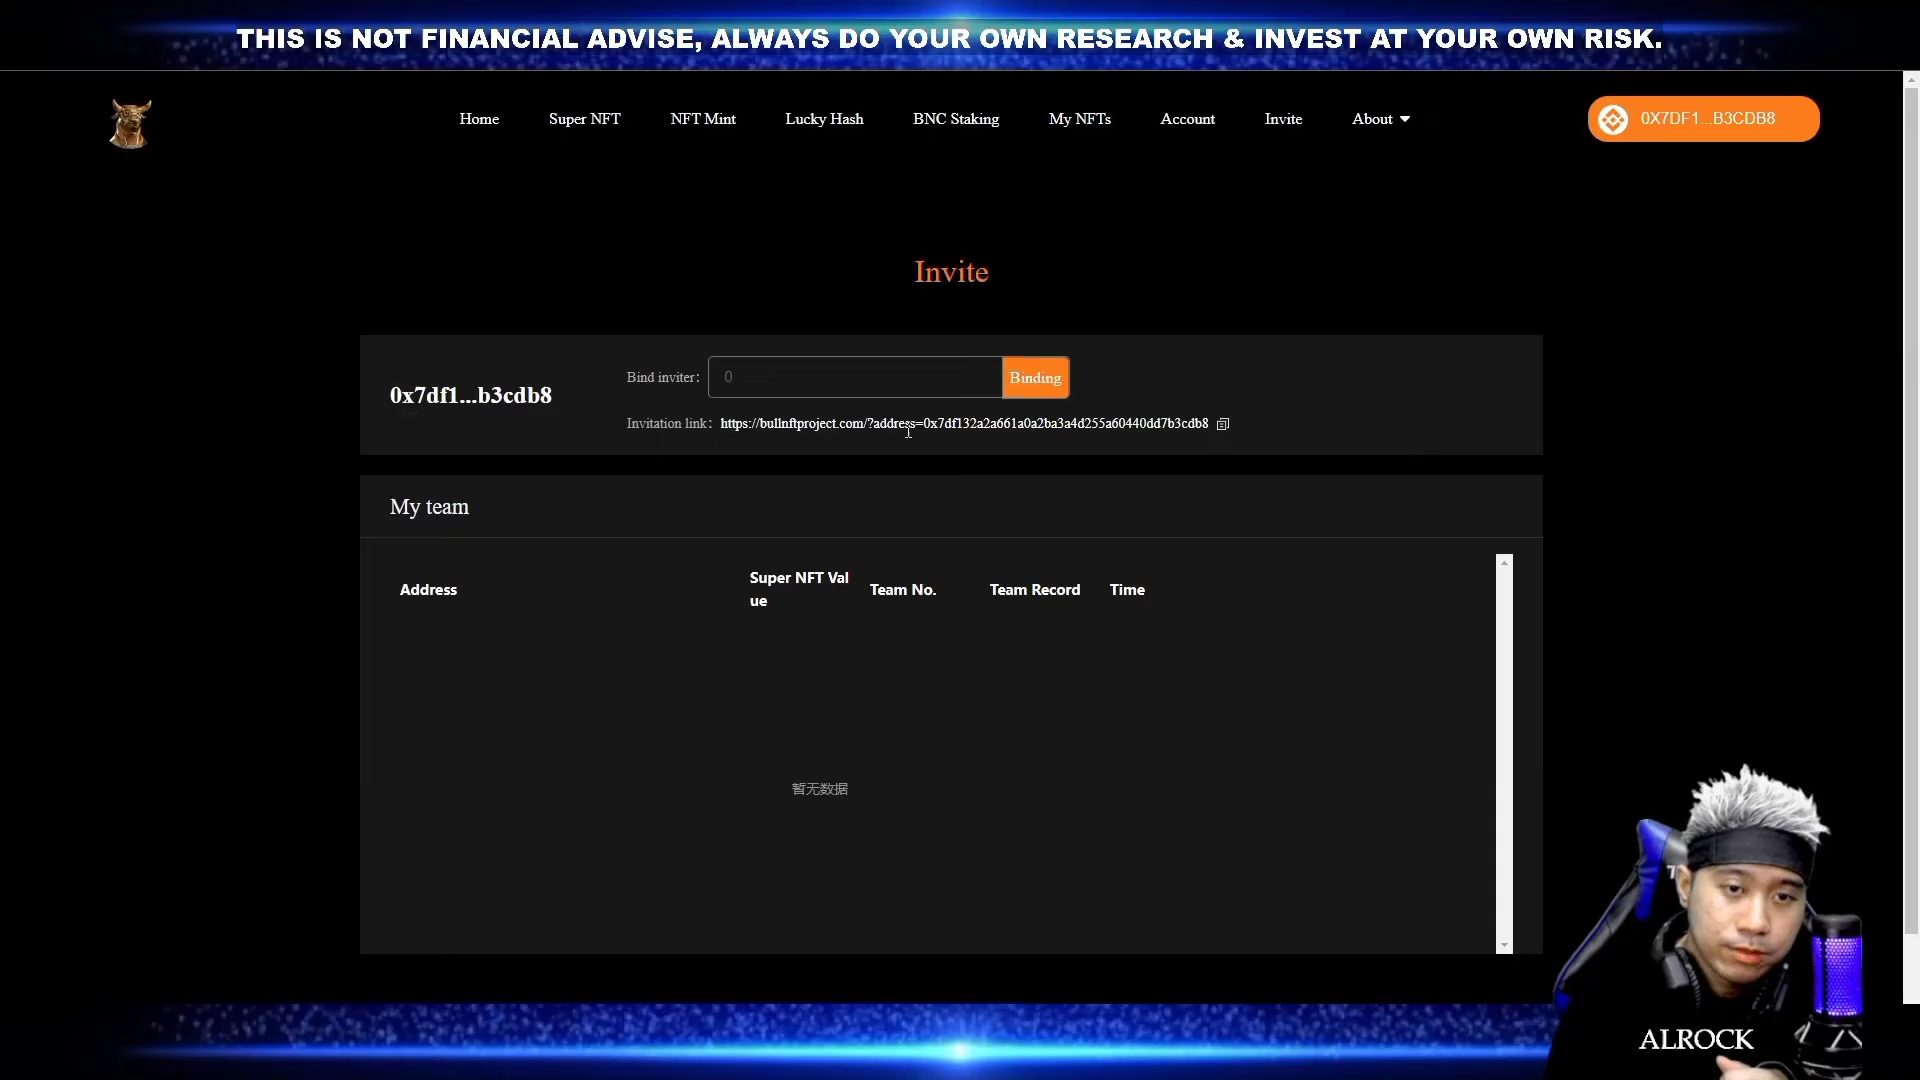 THIS IS NOT FINANCIAL ADVISE, ALWAYS DO YOUR OWN RESEARCH & INVEST AT YOUR OWN RISK.
Home Super NFT NFT Mint Lucky Hash BNC Staking My NFTs Account Invite About 0X7DF1...B3CDB8
Invite
0x7df1...b3cdb8
Bind inviter: 0 Binding
Invitation link: https://bullnftproject.com/?address=0x7df132a2a661a0a2ba3a4d255a60440dd7b3cdb8
My team
Address Super NFT Val
ue Team No. Team Record Time
暂无数据
ALROCK